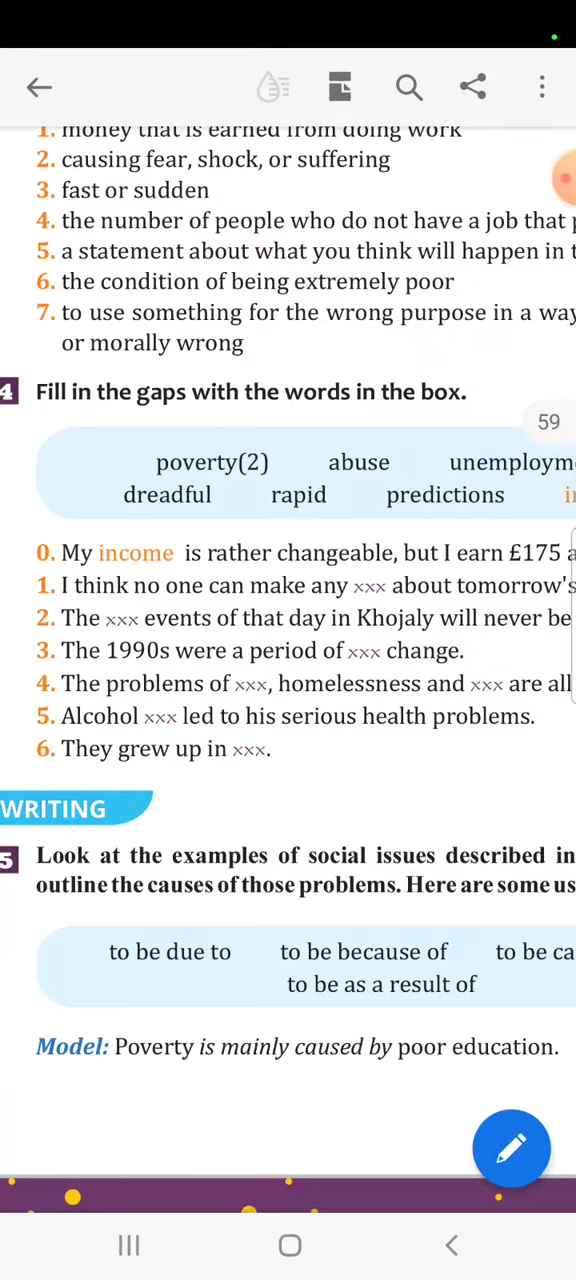 1. money that is earned from doing work
2. causing fear, shock, or suffering
3. fast or sudden
4. the number of people who do not have a job that
5. a statement about what you think will happen in
6. the condition of being extremely poor
7. to use something for the wrong purpose in a way
or morally wrong
4 Fill in the gaps with the words in the box.
59
poverty(2) abuse unemploym
dreadful rapid predictions
0. My income is rather changeable, but I earn £175
1. I think no one can make any xxx about tomorrow's
2. The xxx events of that day in Khojaly will never be
3. The 1990s were a period of xxx change.
4. The problems of xxx, homelessness and xxx are all
5. Alcohol xxx led to his serious health problems.
6. They grew up in xxx.
WRITING
5 Look at the examples of social issues described in
outline the causes of those problems. Here are some us
to be due to to be because of to be ca
to be as a result of
Model: Poverty is mainly caused by poor education.